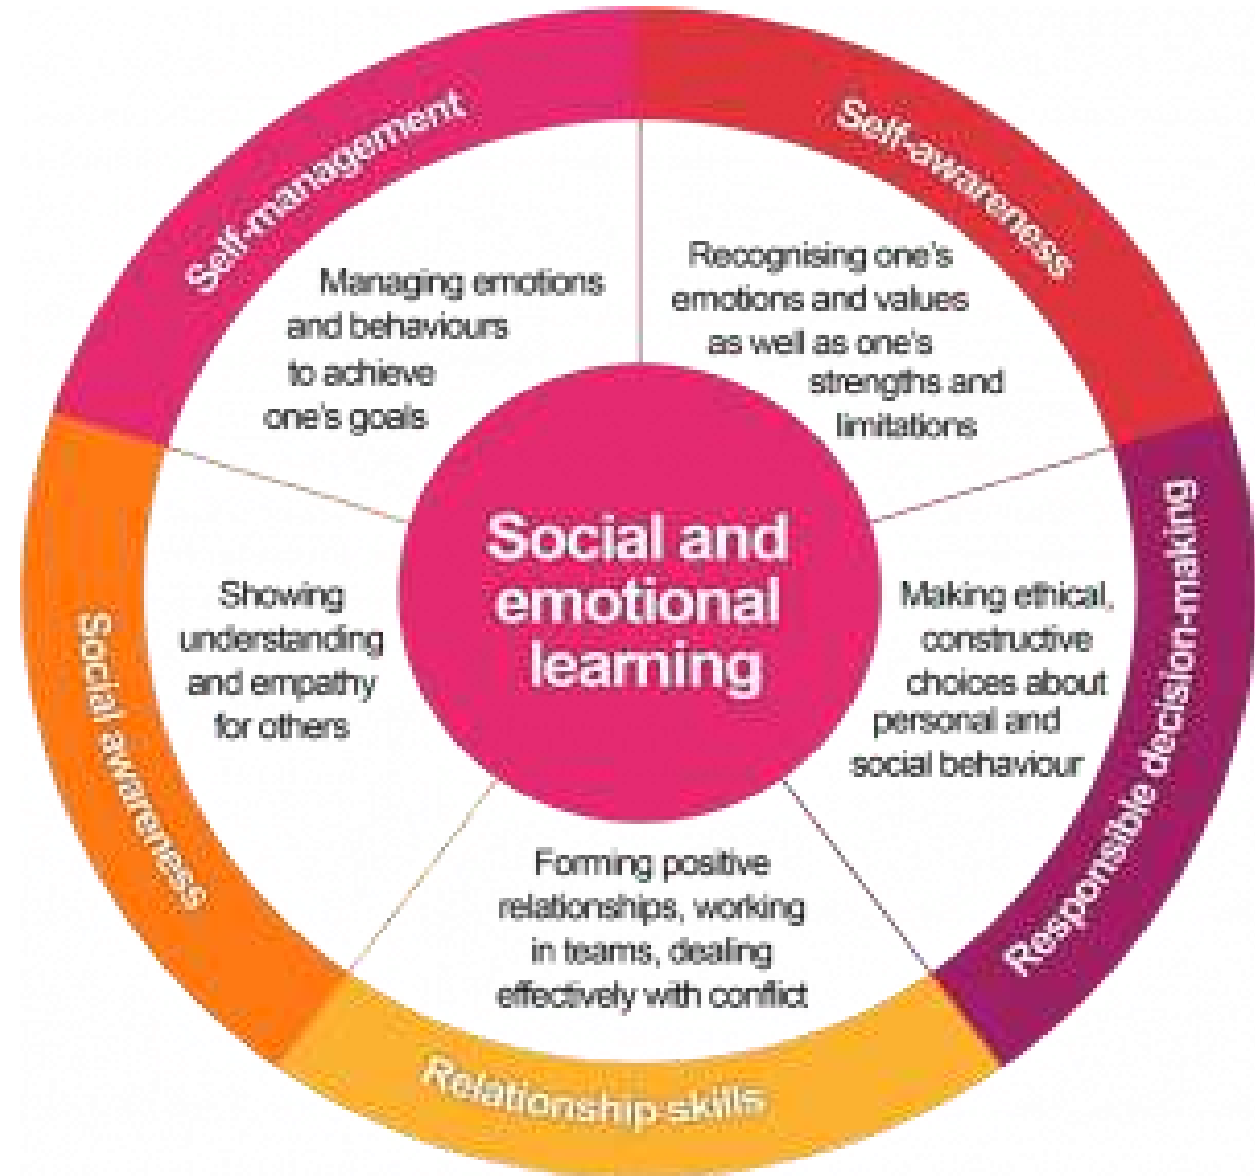 Self-management
Managing emotions
and behaviours
to achieve
one's goals
Self-awareness
Recognising one's
emotions and values
as well as one's
strengths and
limitations
Social and
emotional
learning
Social awareness
Showing
understanding
and empathy
for others
Responsible decision-making
Making ethical,
constructive
choices about
personal and
social behaviour
Forming positive
relationships, working
in teams, dealing
effectively with conflict
Relationship skills